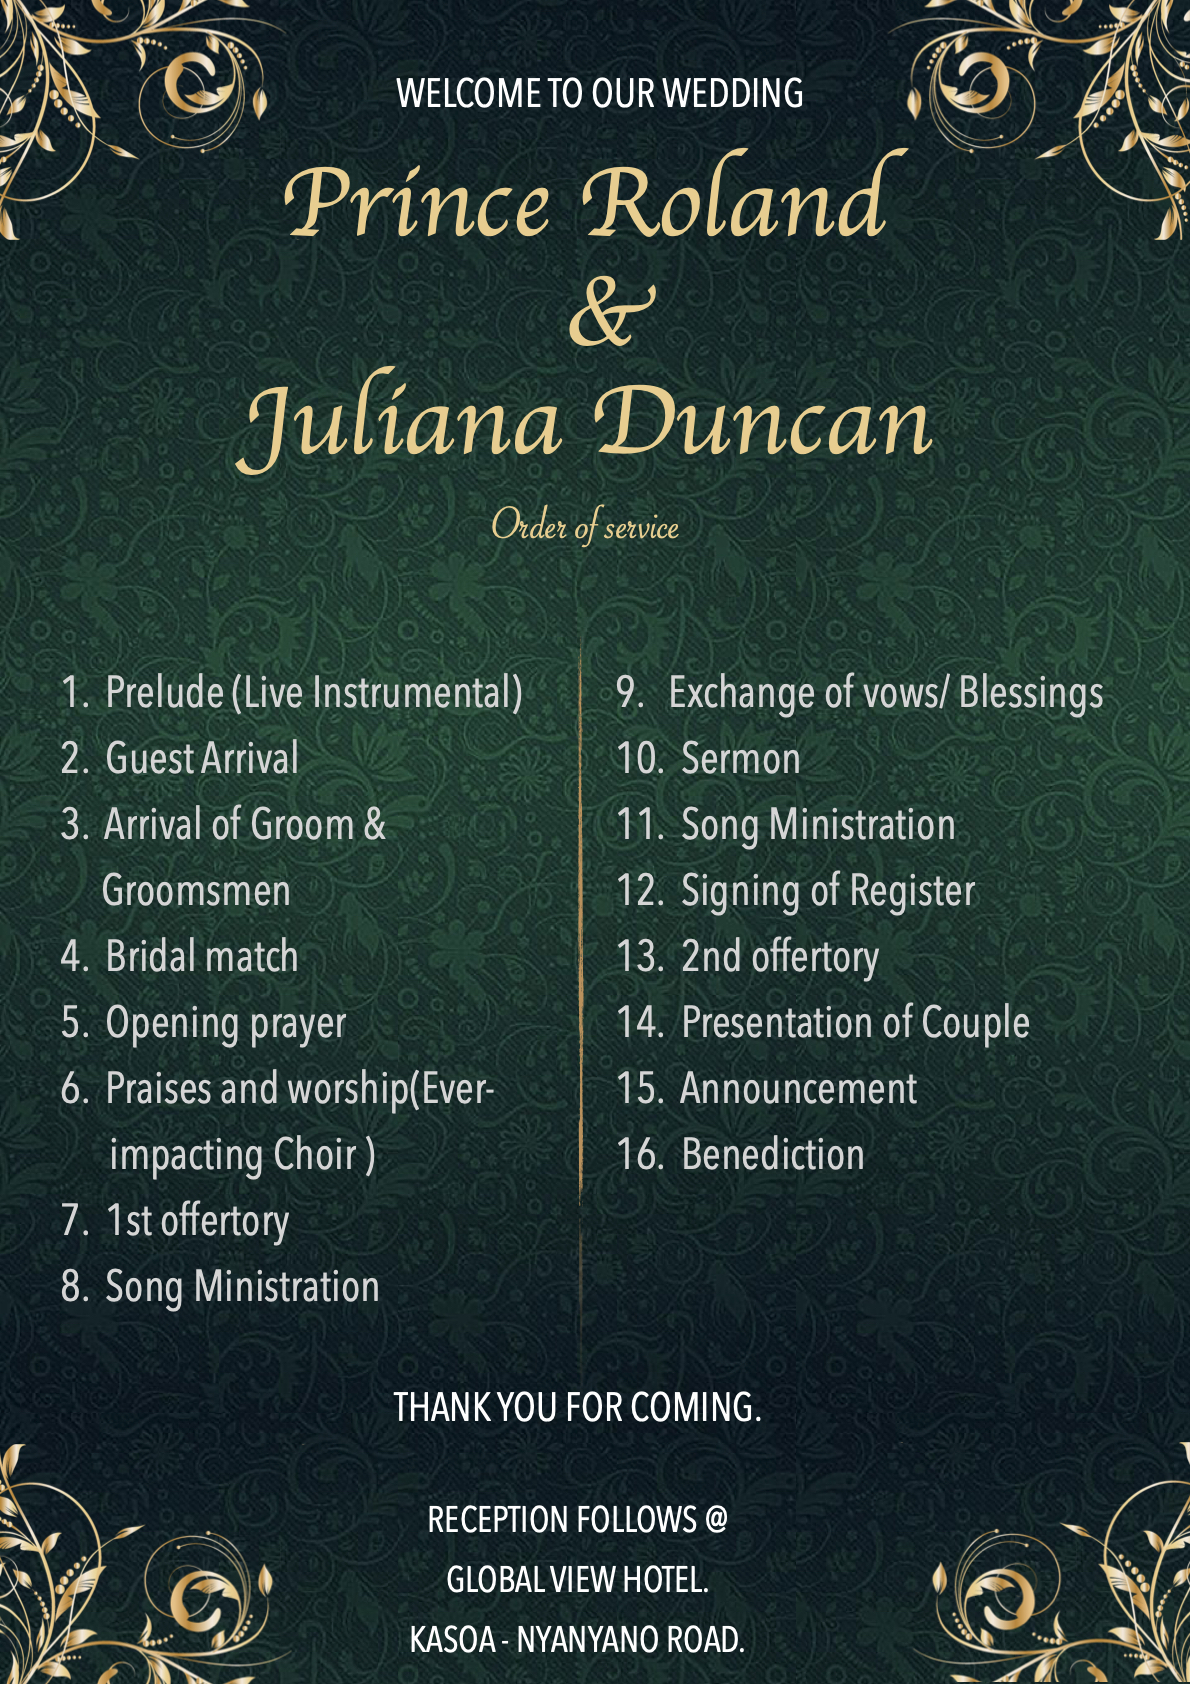 WELCOME TO OUR WEDDING
Prince Roland
&
Juliana Duncan
Order of service
1. Prelude (Live Instrumental)
2. Guest Arrival
3. Arrival of Groom &
Groomsmen
4. Bridal match
5. Opening prayer
6. Praises and worship(Ever-
impacting Choir )
7. 1st offertory
8. Song Ministration
9. Exchange of vows/ Blessings
10. Sermon
11. Song Ministration
12. Signing of Register
13. 2nd offertory
14. Presentation of Couple
15. Announcement
16. Benediction
THANK YOU FOR COMING.
RECEPTION FOLLOWS @
GLOBAL VIEW HOTEL.
KASOA - NYANYANO ROAD.